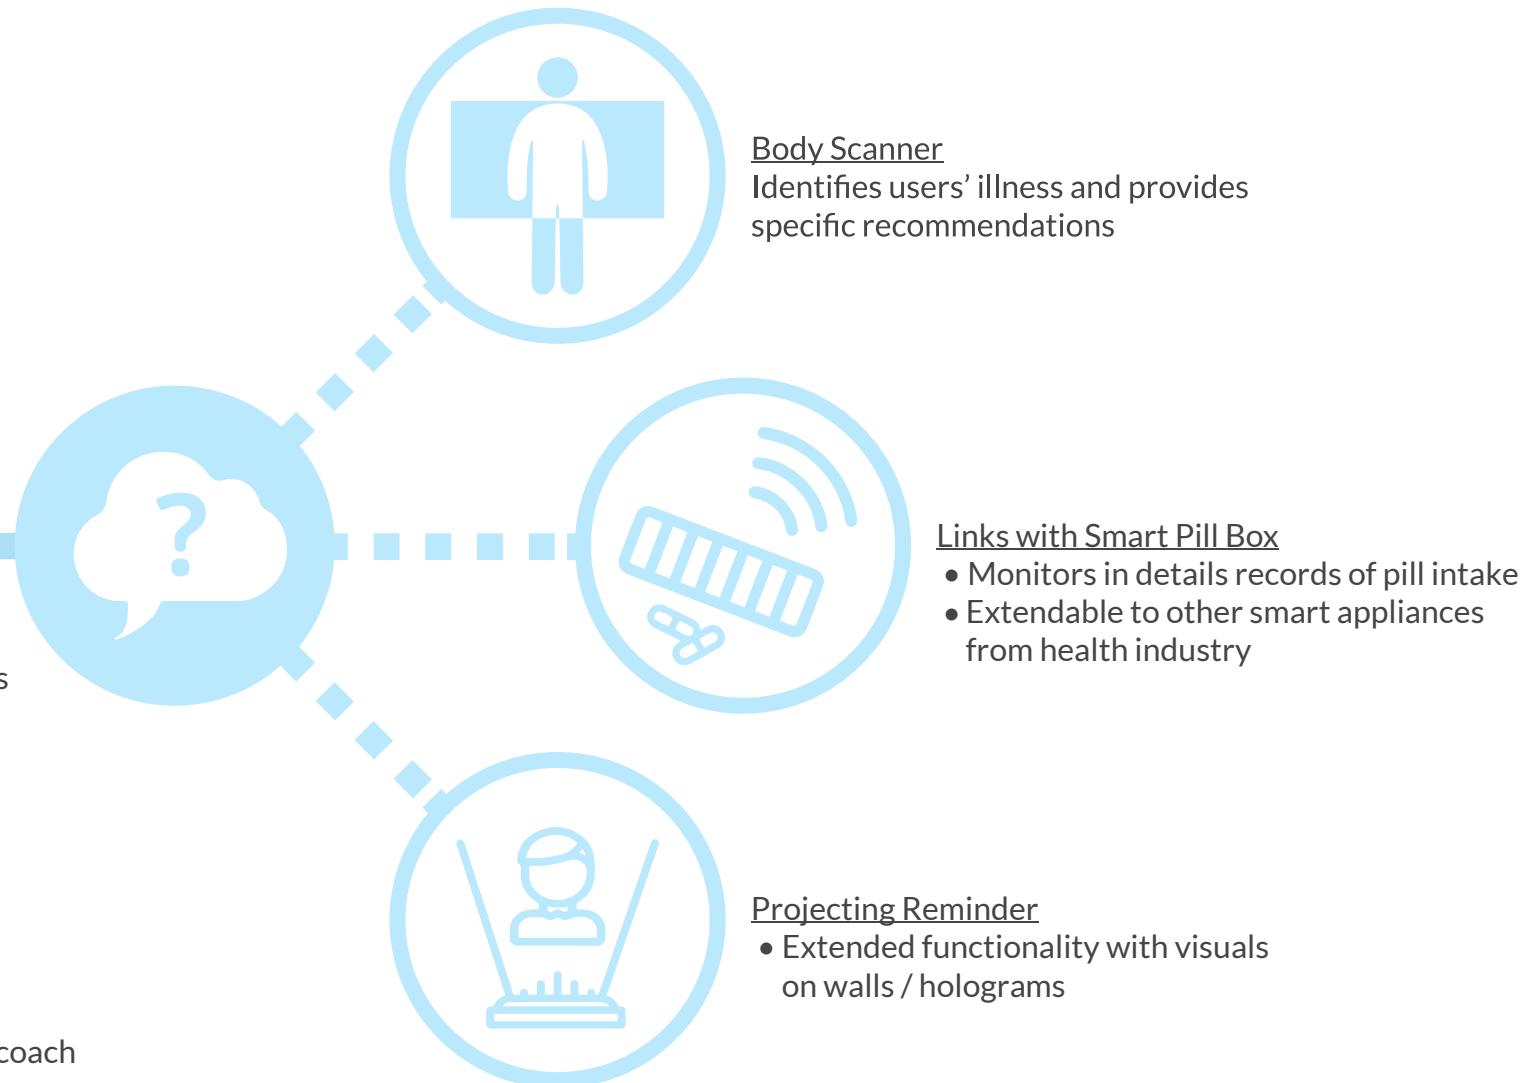 Body Scanner
Identifies users’ illness and provides
specific recommendations
?
Links with Smart Pill Box
• Monitors in details records of pill intake
• Extendable to other smart appliances
from health industry
s
Projecting Reminder
• Extended functionality with visuals
on walls / holograms
coach